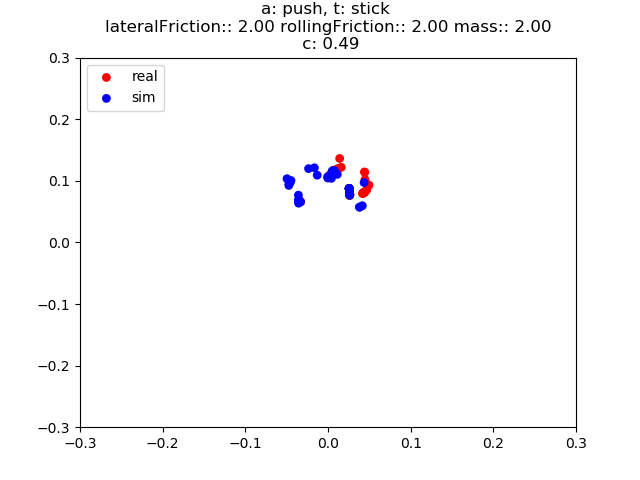 a: push, t: stick
lateralFriction:: 2.00 rollingFriction:: 2.00 mass:: 2.00
c: 0.49
real
sim
0.3
0.2
0.1
0.0
−0.1
−0.2
−0.3
−0.3 −0.2 −0.1 0.0 0.1 0.2 0.3